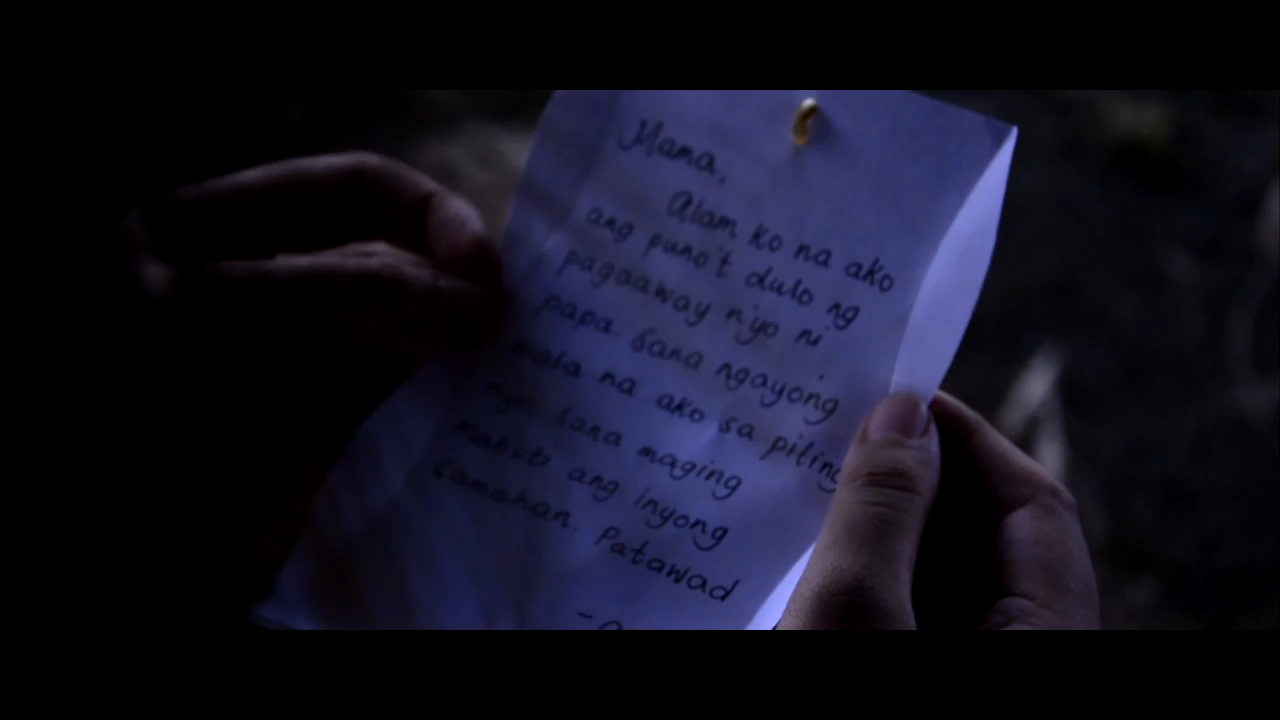 Mama,
Alam ko na ako
ang puno't dulo ng
pagaaway n'yo ni
papa. Sana ngayong
wala na ako sa piling
niyo sana maging
mabuti ang inyong
samahan. Patawad
-